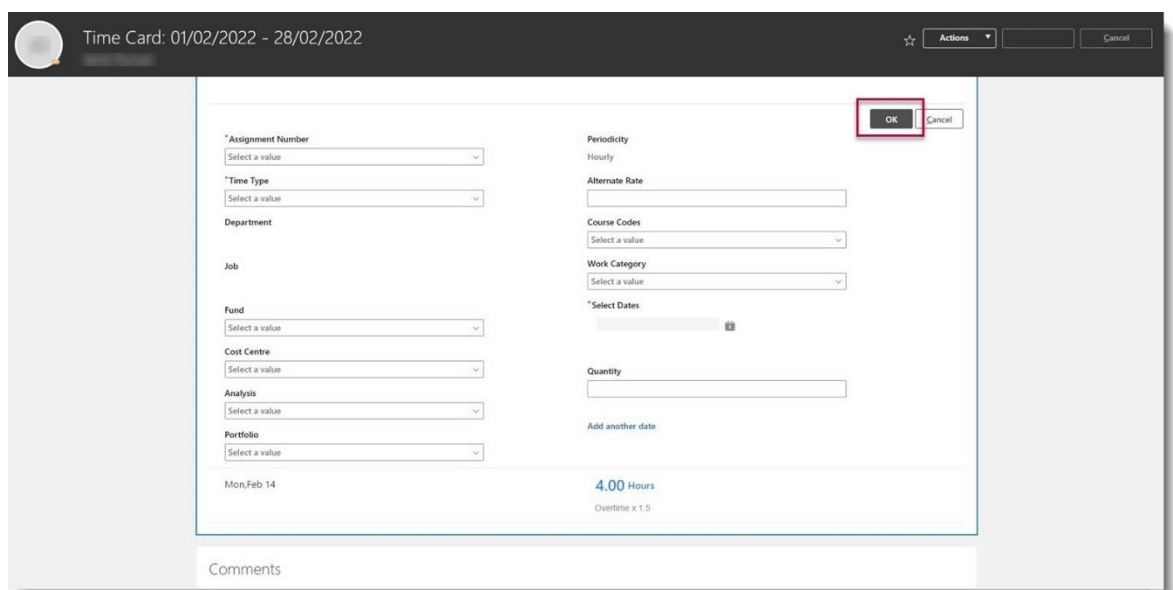 Time Card: 01/02/2022 - 28/02/2022
Actions
Cancel
OK
Cancel
*Assignment Number
Select a value
*Time Type
Select a value
Department
Job
Fund
Select a value
Cost Centre
Select a value
Analysis
Select a value
Portfolio
Select a value
Periodicity
Hourly
Alternate Rate
Course Codes
Select a value
Work Category
Select a value
*Select Dates
Quantity
Add another date
Mon,Feb 14
4.00 Hours
Overtime x 1.5
Comments